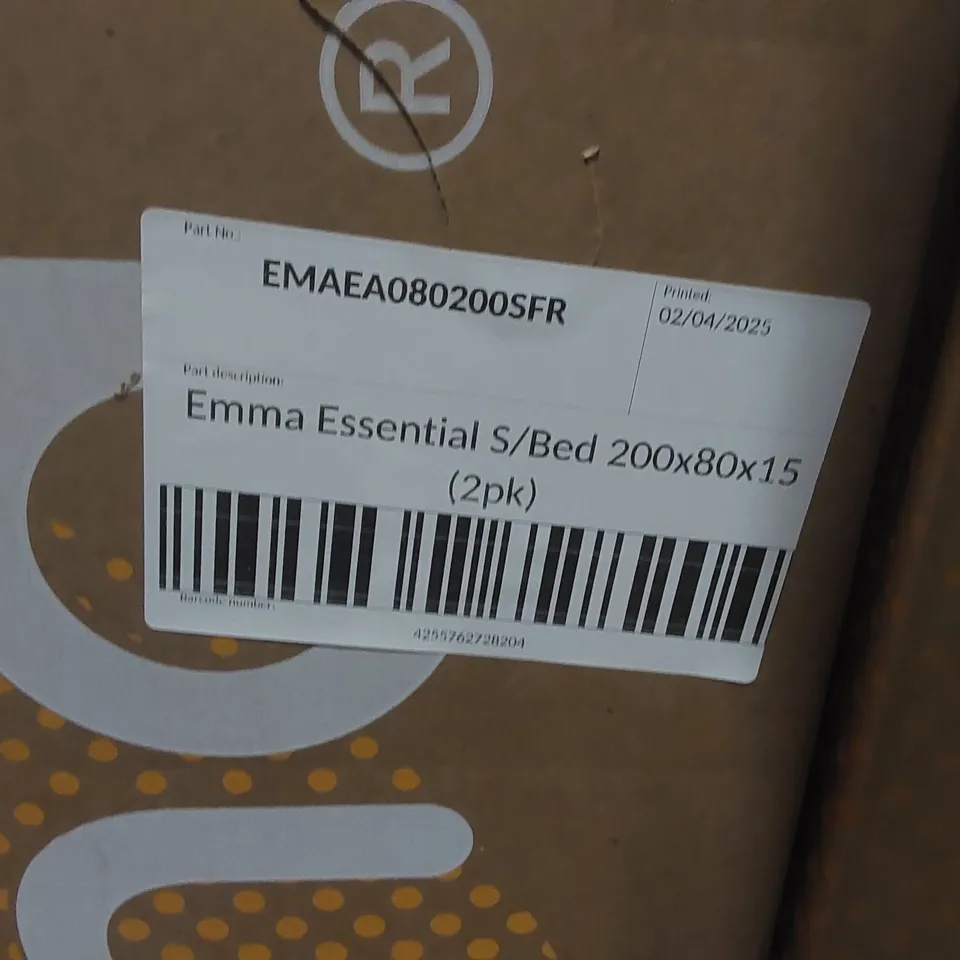 ®
Part No.:
EMAEA080200SFR
Printed:
02/04/2025
Part description:
Emma Essential S/Bed 200x80x15
(2pk)
Barcode number:
4255762728204